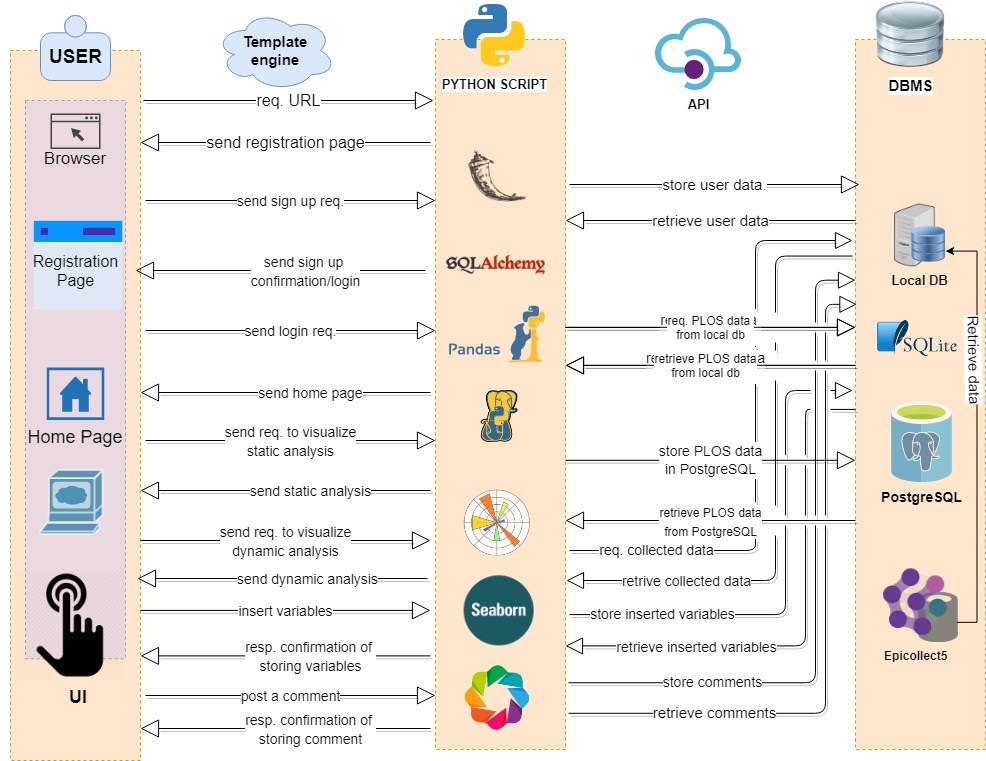 USER
Template
engine
PYTHON SCRIPT
API
DBMS
Browser
Registration
Page
Home Page
UI
req. URL
send registration page
send sign up req.
send sign up
confirmation/login
send login req.
send home page
send req. to visualize
static analysis
send static analysis
send req. to visualize
dynamic analysis
send dynamic analysis
insert variables
resp. confirmation of
storing variables
post a comment
resp. confirmation of
storing comment
SQLAlchemy
Pandas
Seaborn
store user data.
retrieve user data
req. PLOS data
from local db
retrieve PLOS data
from local db
store PLOS data
in PostgreSQL
retrieve PLOS data
from PostgreSQL
req. collected data
retrive collected data
store inserted variables
retrieve inserted variables
store comments
retrieve comments
Local DB
SQLite
PostgreSQL
Epicollect5
Retrieve data